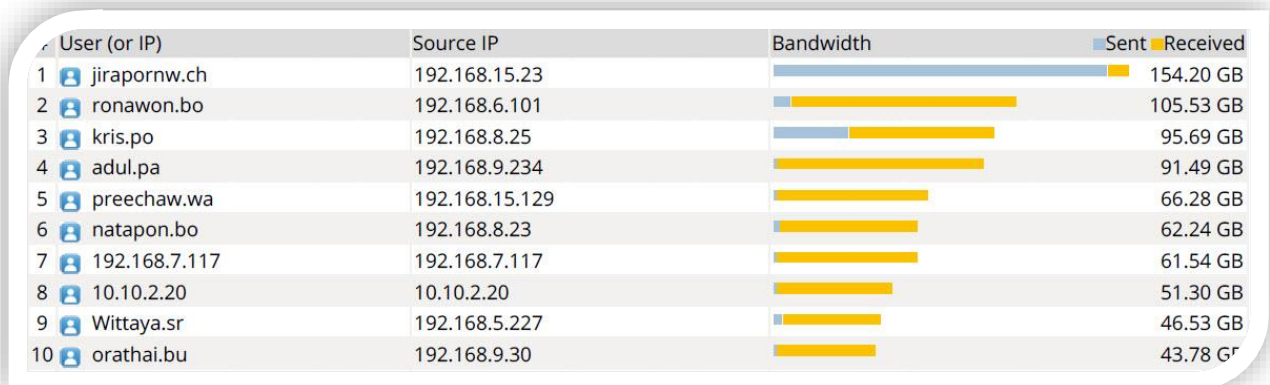 User (or IP) Source IP Bandwidth Sent Received
1 jirapornw.ch 192.168.15.23 154.20 GB
2 ronawon.bo 192.168.6.101 105.53 GB
3 kris.po 192.168.8.25 95.69 GB
4 adul.pa 192.168.9.234 91.49 GB
5 preechaw.wa 192.168.15.129 66.28 GB
6 natapon.bo 192.168.8.23 62.24 GB
7 192.168.7.117 192.168.7.117 61.54 GB
8 10.10.2.20 10.10.2.20 51.30 GB
9 Wittaya.sr 192.168.5.227 46.53 GB
10 orathai.bu 192.168.9.30 43.78